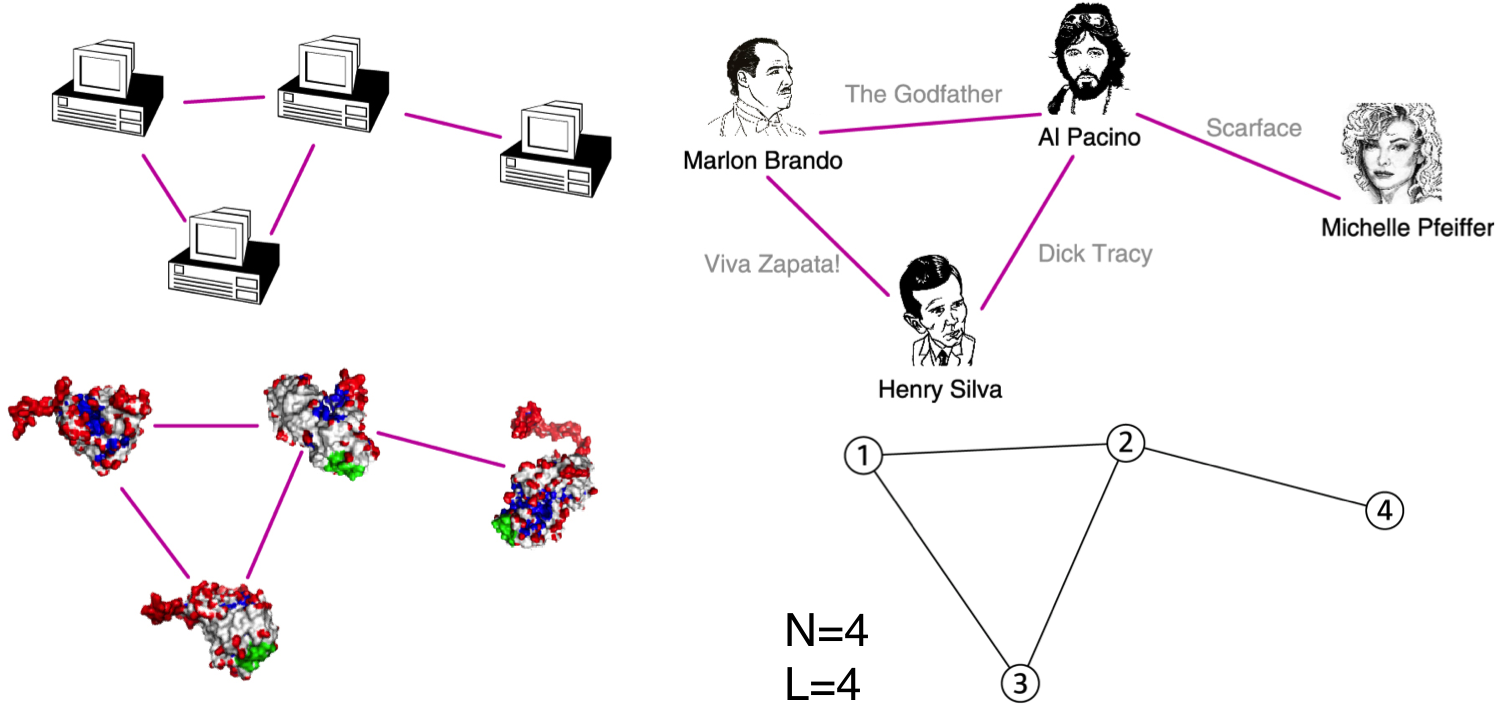 The Godfather
Al Pacino
Scarface
Marlon Brando
Michelle Pfeiffer
Viva Zapata!
Dick Tracy
Henry Silva
1
2
4
3
N=4
L=4